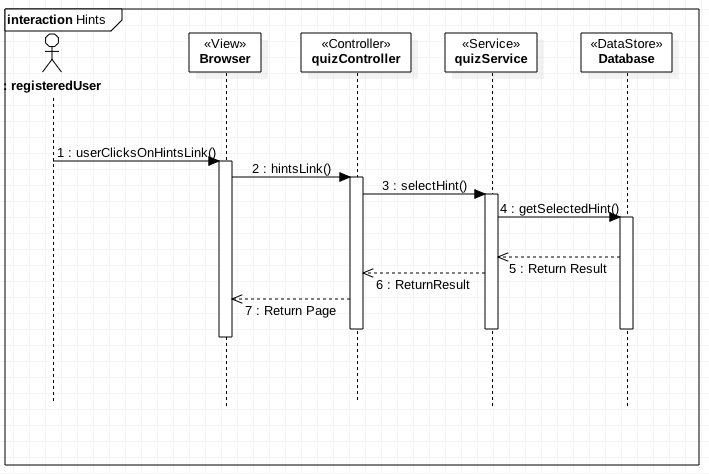 interaction Hints
: registeredUser
«View»
Browser
«Controller»
quizController
«Service»
quizService
«DataStore»
Database
1 : userClicksOnHintsLink()
2 : hintsLink()
3 : selectHint()
4 : getSelectedHint()
5 : Return Result
6 : ReturnResult
7 : Return Page